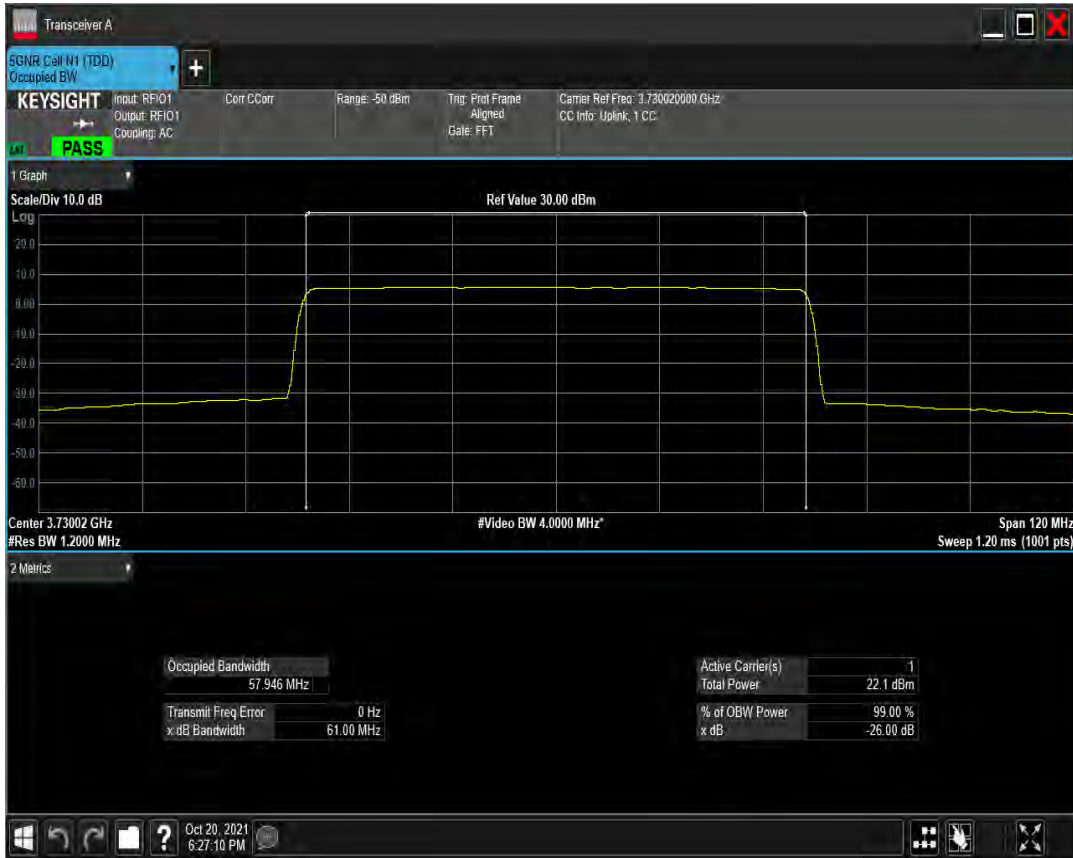 Transceiver A
5GNR Cell N1 (TDD)
Occupied BW
+
KEYSIGHT
Input: RFIO1
Output: RFIO1
Coupling: AC
Corr CCorr
Range: -50 dBm
Trig: Prot Frame
Aligned
Gate: FFT
Carrier Ref Freq: 3.730020000 GHz
CC Info: Uplink, 1 CC
PASS
1 Graph
Scale/Div 10.0 dB
Ref Value 30.00 dBm
Log
20.0
10.0
0.00
-10.0
-20.0
-30.0
-40.0
-50.0
-60.0
Center 3.73002 GHz
#Video BW 4.0000 MHz*
Span 120 MHz
#Res BW 1.2000 MHz
Sweep 1.20 ms (1001 pts)
2 Metrics
Occupied Bandwidth
57.946 MHz
Transmit Freq Error 0 Hz
x dB Bandwidth 61.00 MHz
Active Carrier(s) 1
Total Power 22.1 dBm
% of OBW Power 99.00 %
x dB -26.00 dB
?
Oct 20, 2021
6:27:10 PM